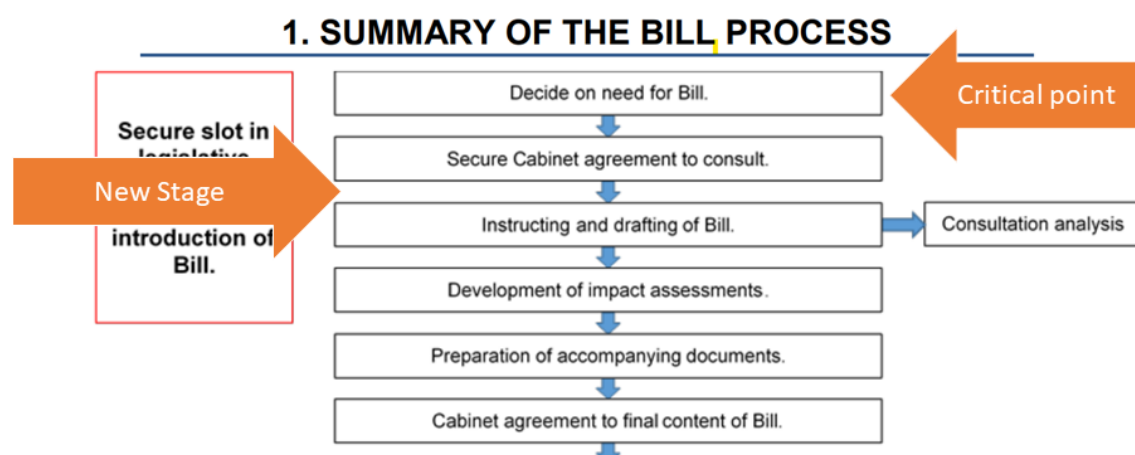 1. SUMMARY OF THE BILL PROCESS
Decide on need for Bill.
Critical point
Secure slot in
legislative
New Stage
introduction of
Bill.
Secure Cabinet agreement to consult.
Instructing and drafting of Bill.
Consultation analysis
Development of impact assessments.
Preparation of accompanying documents.
Cabinet agreement to final content of Bill.